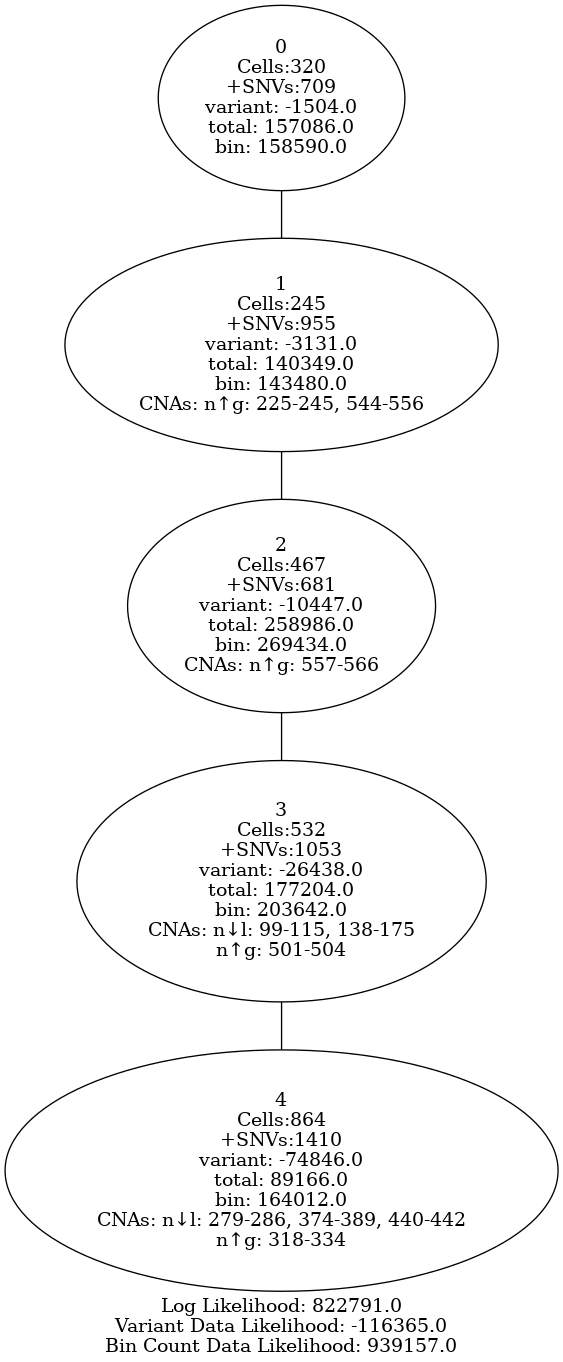 0
Cells:320
+SNVs:709
variant: -1504.0
total: 157086.0
bin: 158590.0
1
Cells:245
+SNVs:955
variant: -3131.0
total: 140349.0
bin: 143480.0
CNAs: n↑g: 225-245, 544-556
2
Cells:467
+SNVs:681
variant: -10447.0
total: 258986.0
bin: 269434.0
CNAs: n↑g: 557-566
3
Cells:532
+SNVs:1053
variant: -26438.0
total: 177204.0
bin: 203642.0
CNAs: n↓l: 99-115, 138-175
n↑g: 501-504
4
Cells:864
+SNVs:1410
variant: -74846.0
total: 89166.0
bin: 164012.0
CNAs: n↓l: 279-286, 374-389, 440-442
n↑g: 318-334
Log Likelihood: 822791.0
Variant Data Likelihood: -116365.0
Bin Count Data Likelihood: 939157.0